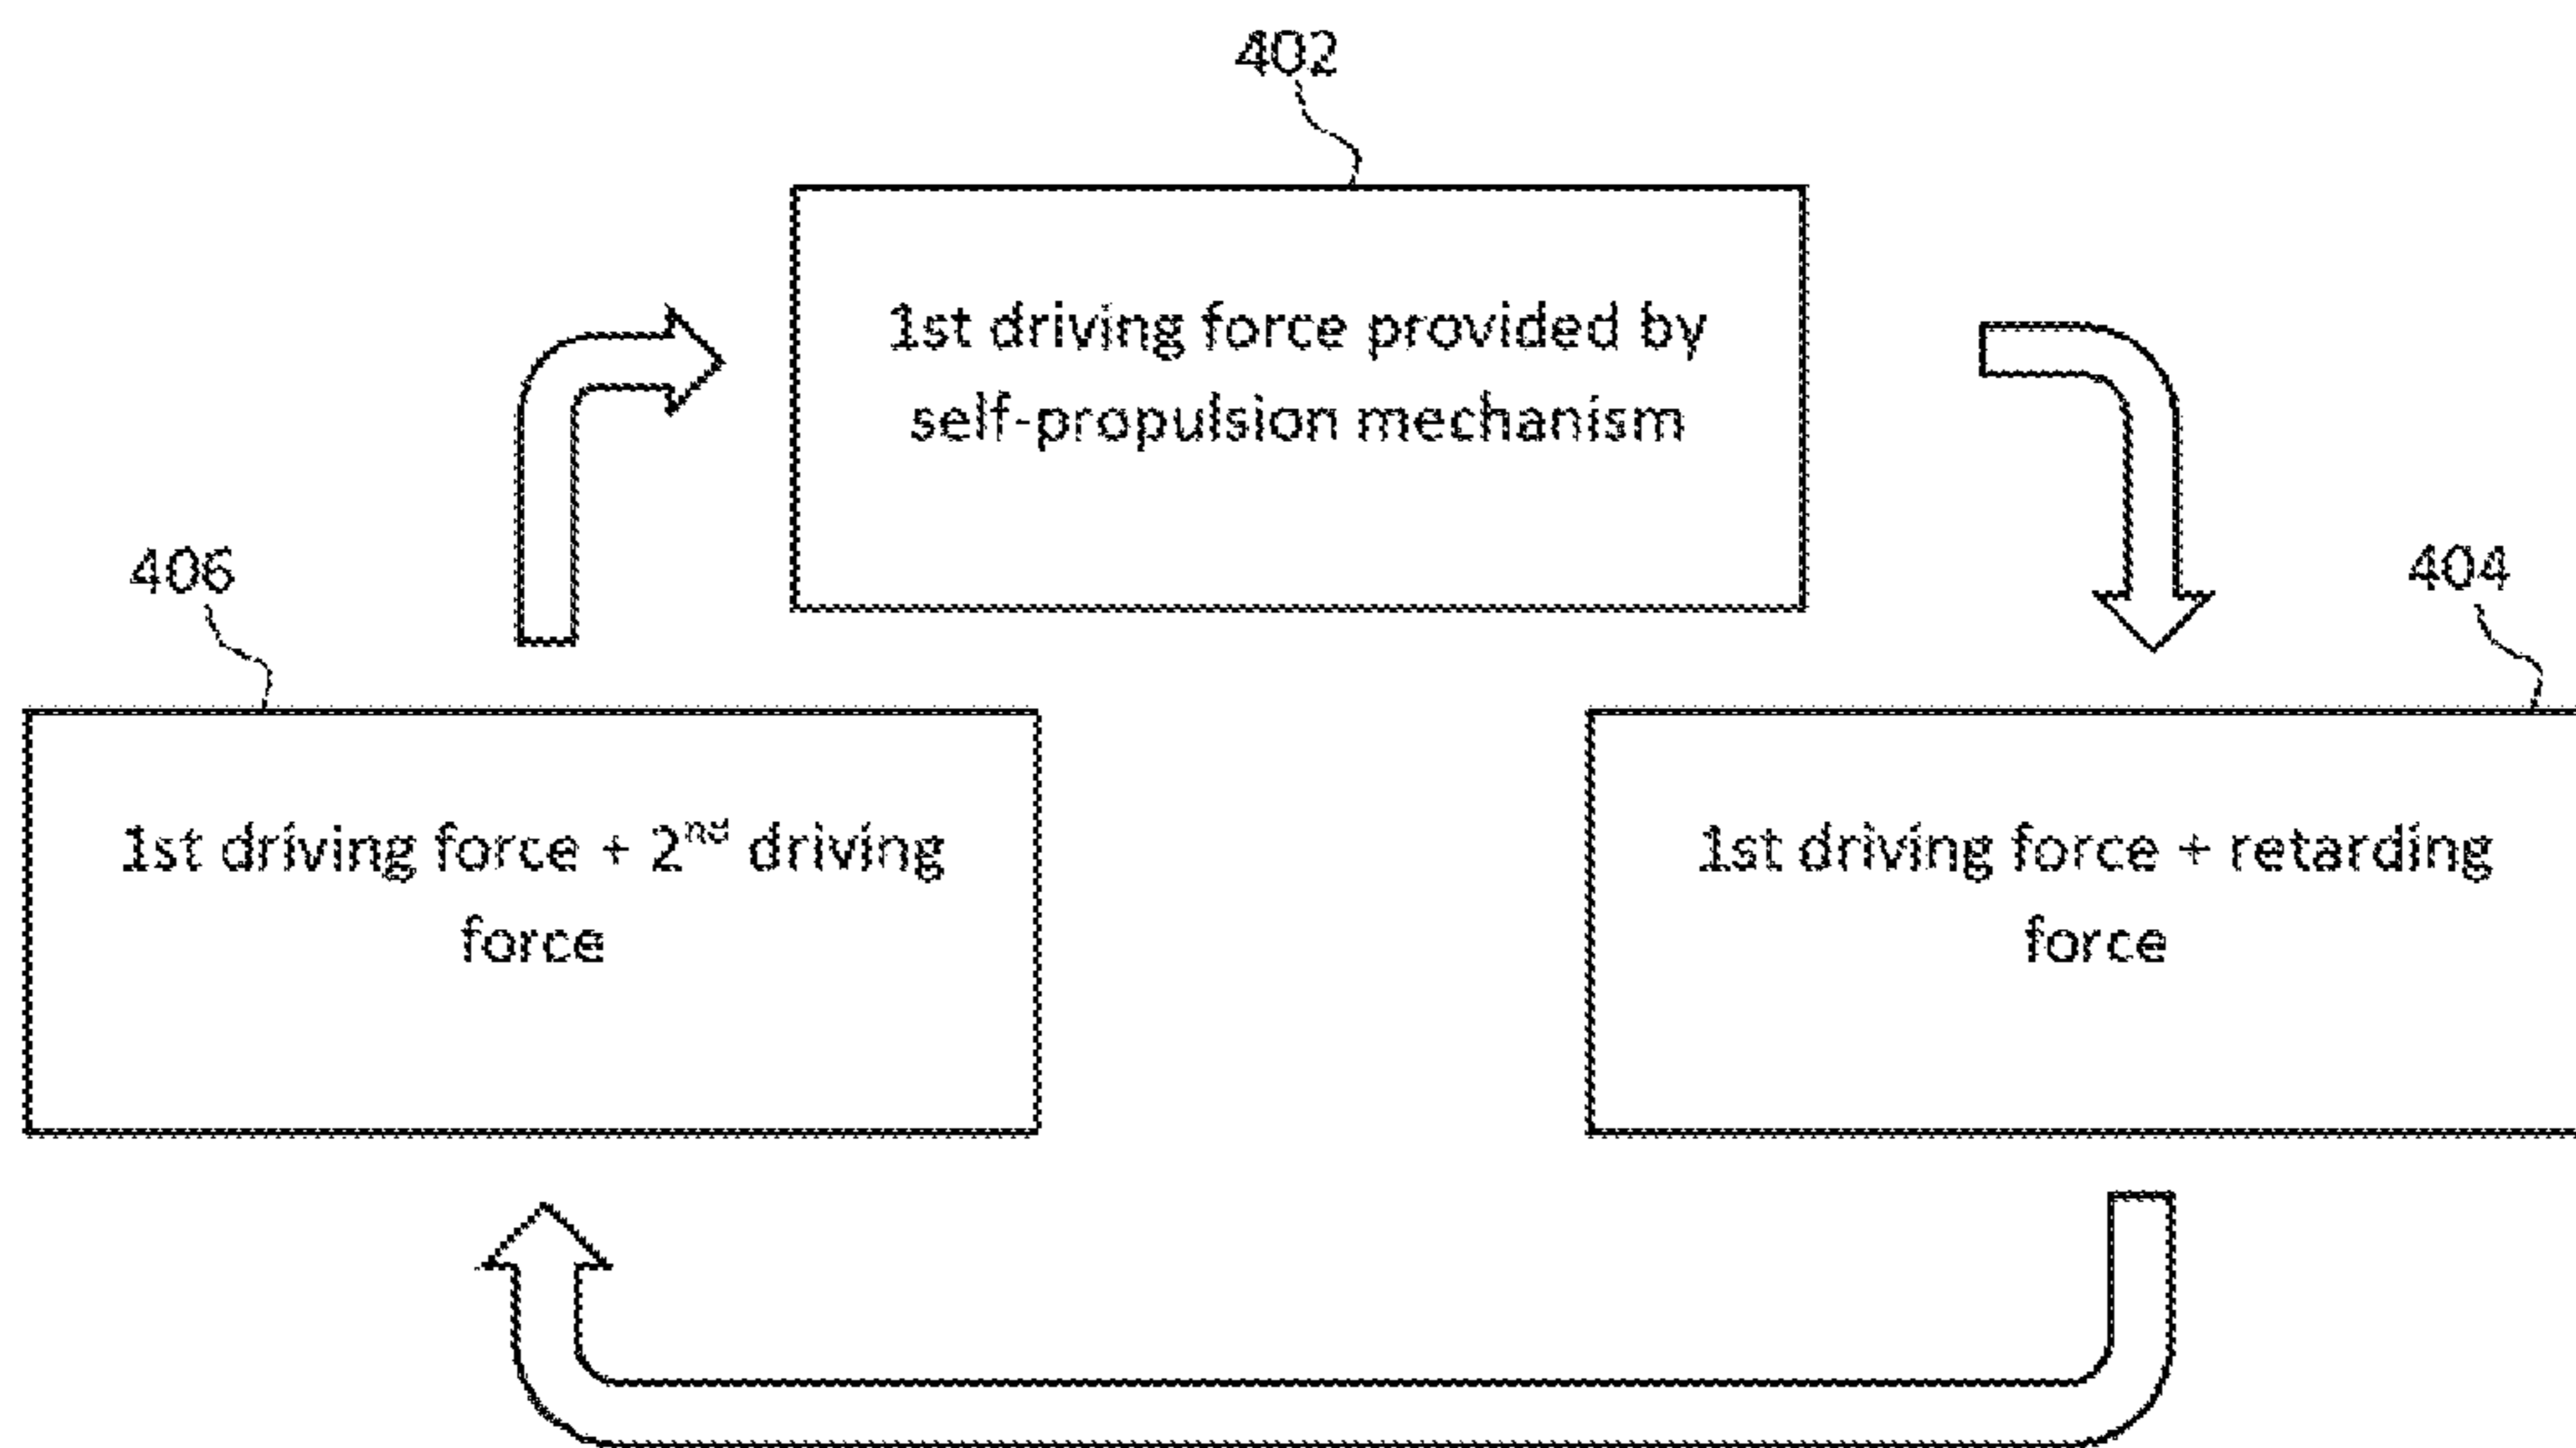 402
1st driving force provided by
self-propulsion mechanism
406
404
1st driving force + 2nd driving
force
1st driving force + retarding
force